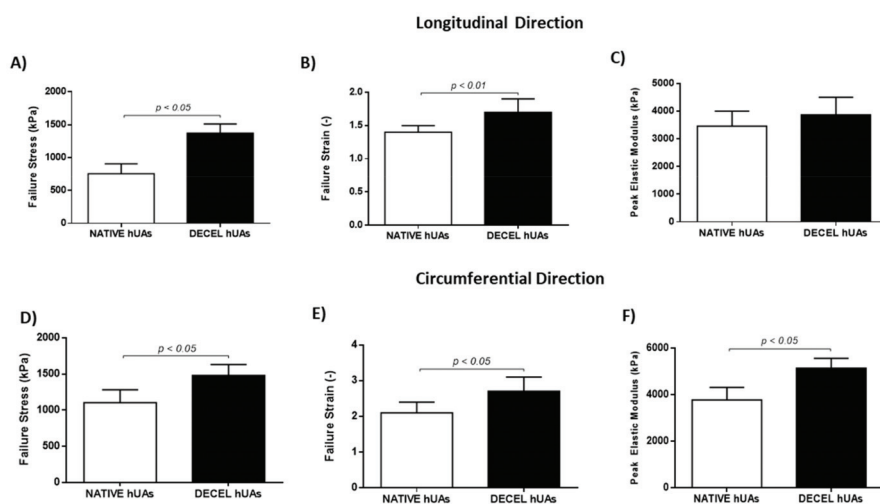 Longitudinal Direction
A)
Failure Stress (kPa)
2000
1500
1000
500
0
p < 0.05
NATIVE hUAs
DECEL hUAs
B)
Failure Strain (-)
2.0
1.5
1.0
0.5
0.0
p < 0.01
NATIVE hUAs
DECEL hUAs
C)
Peak Elastic Modulus (kPa)
5000
4000
3000
2000
1000
0
NATIVE hUAs
DECEL hUAs
Circumferential Direction
D)
Failure Stress (kPa)
2000
1500
1000
500
0
p < 0.05
NATIVE hUAs
DECEL hUAs
E)
Failure Strain (-)
4
3
2
1
0
p < 0.05
NATIVE hUAs
DECEL hUAs
F)
Peak Elastic Modulus (kPa)
6000
4000
2000
0
p < 0.05
NATIVE hUAs
DECEL hUAs